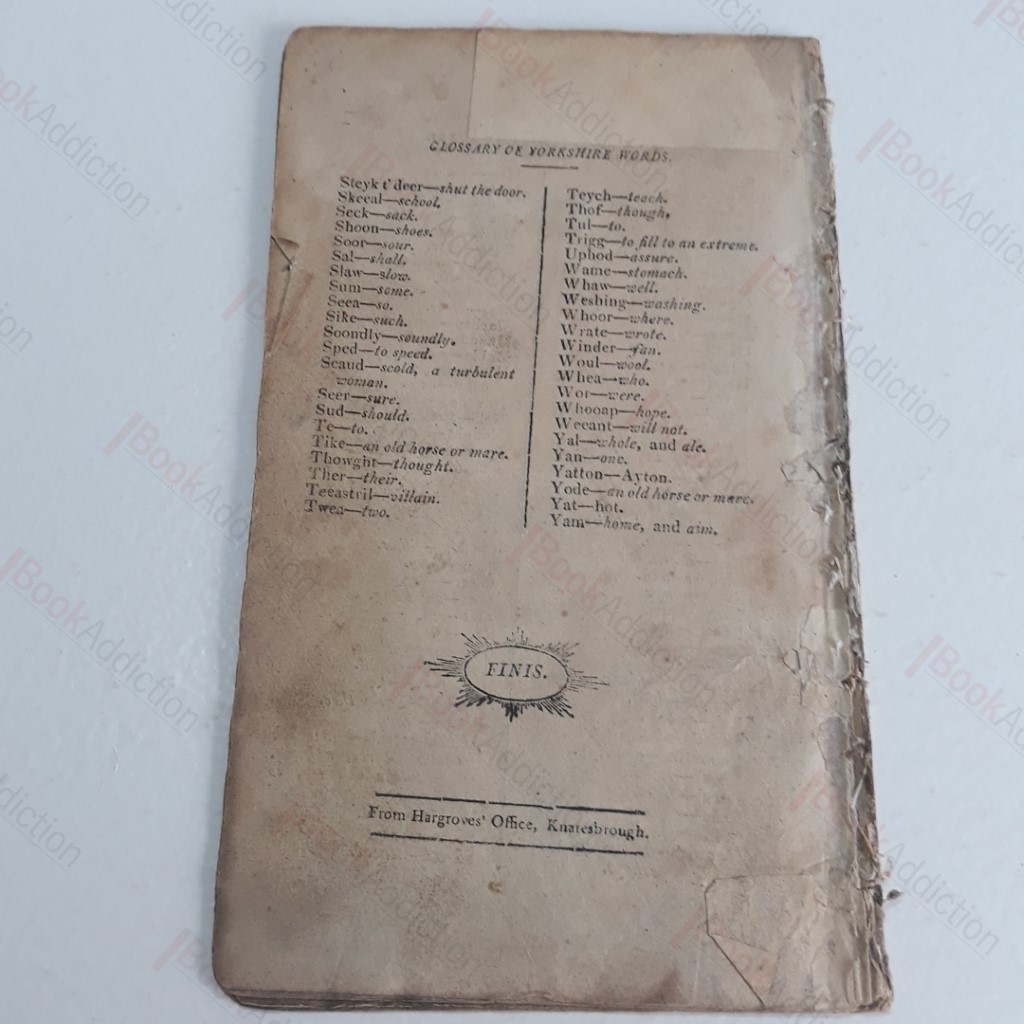 GLOSSARY OF YORKSHIRE WORDS.
Steyk t' deer—shut the door.
Skeeal—school.
Seck—sack.
Shoon—shoes.
Soor—sour.
Sal—shall.
Slaw—slow.
Sum—some.
Seea—so.
Sike—such.
Soondly—soundly.
Sped—to speed.
Scaud—scold, a turbulent
woman.
Seer—sure.
Sud—should.
Te—to.
Tike—an old horse or mare.
Thowght—thought.
Ther—their.
Teeastril—villain.
Twea—two.
Teych—teach.
Thof—though.
Tul—to.
Trigg—to fill to an extreme.
Uphod—assure.
Wame—stomach.
Whaw—well.
Weshing—washing.
Whoor—where.
Wrate—wrote.
Winder—fan.
Woul—wool.
Whea—who.
Wor—were.
Whooap—hope.
Weeant—will not.
Yal—whole, and ale.
Yan—one.
Yatton—Ayton.
Yode—an old horse or mare.
Yat—hot.
Yam—home, and aim.
FINIS.
From Hargroves' Office, Knaresbrough.
BookAddiction